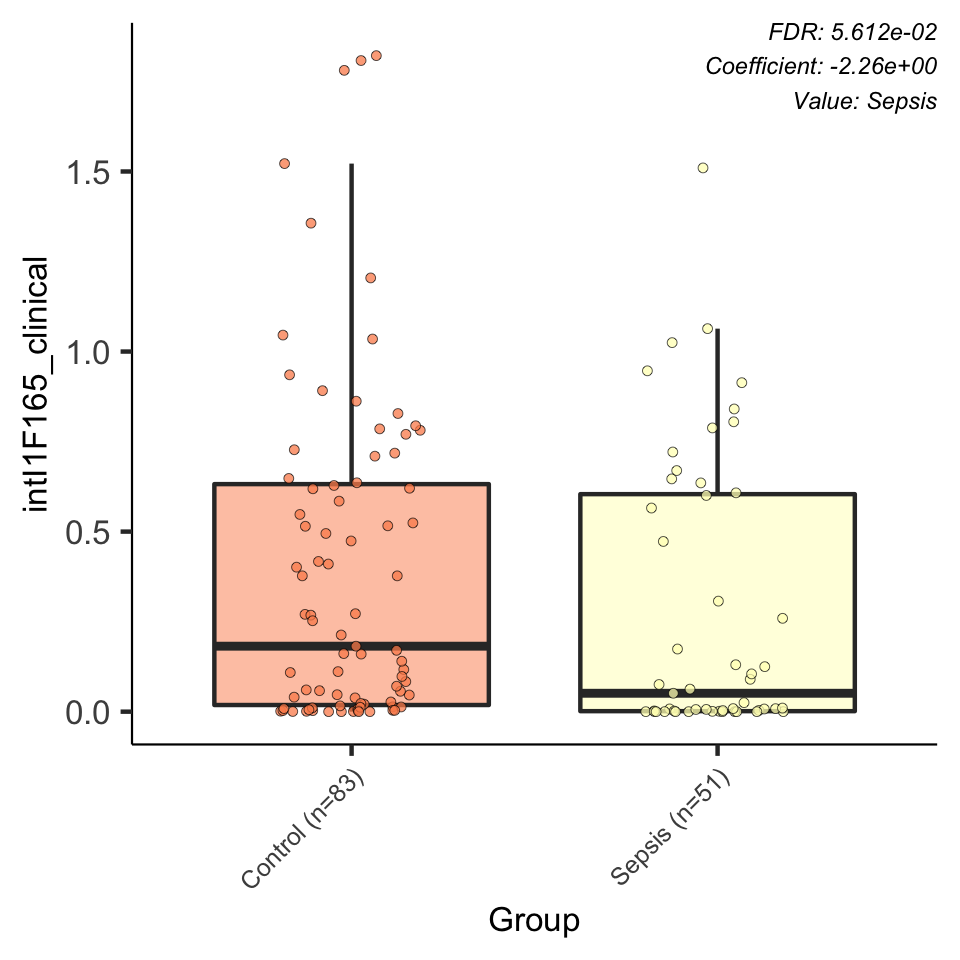 FDR: 5.612e-02
Coefficient: -2.26e+00
Value: Sepsis
intI1F165_clinical
1.5
1.0
0.5
0.0
Control (n=83)
Sepsis (n=51)
Group